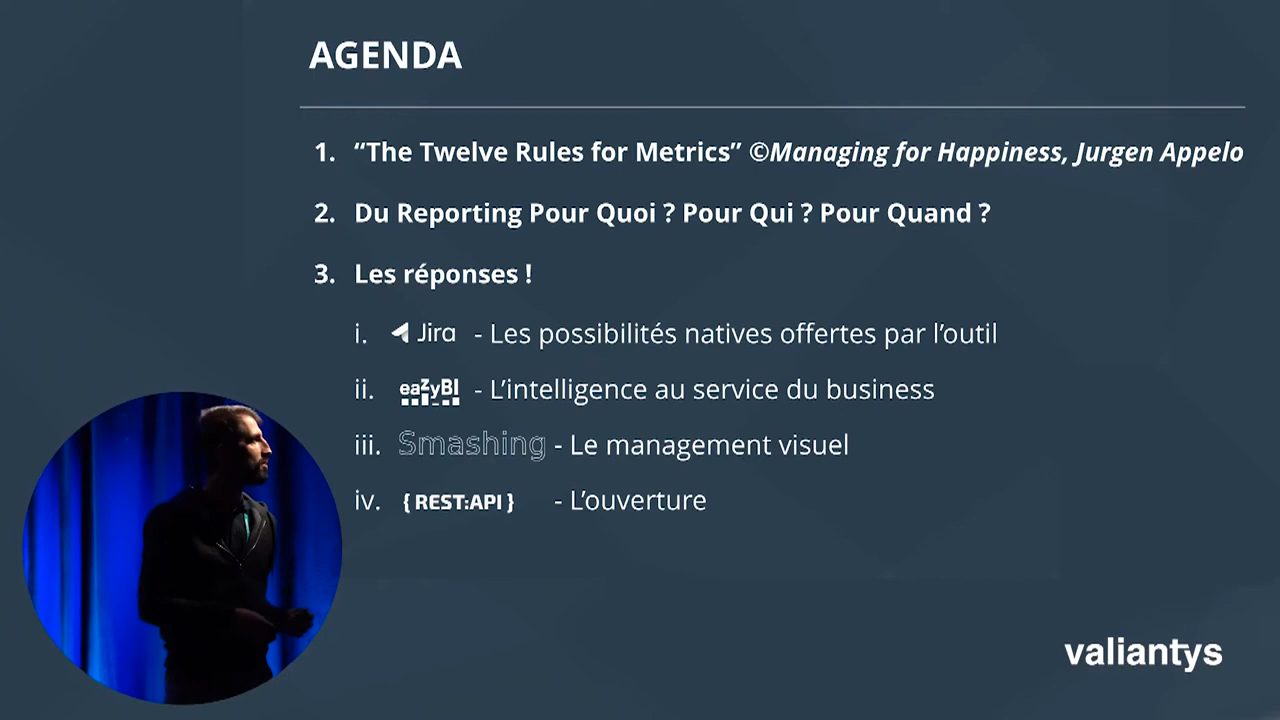 AGENDA
1. “The Twelve Rules for Metrics” ©Managing for Happiness, Jurgen Appelo
2. Du Reporting Pour Quoi ? Pour Qui ? Pour Quand ?
3. Les réponses !
i. Jira - Les possibilités natives offertes par l’outil
ii. eaZyBI - L’intelligence au service du business
iii. Smashing - Le management visuel
iv. { REST:API } - L’ouverture
valiantys